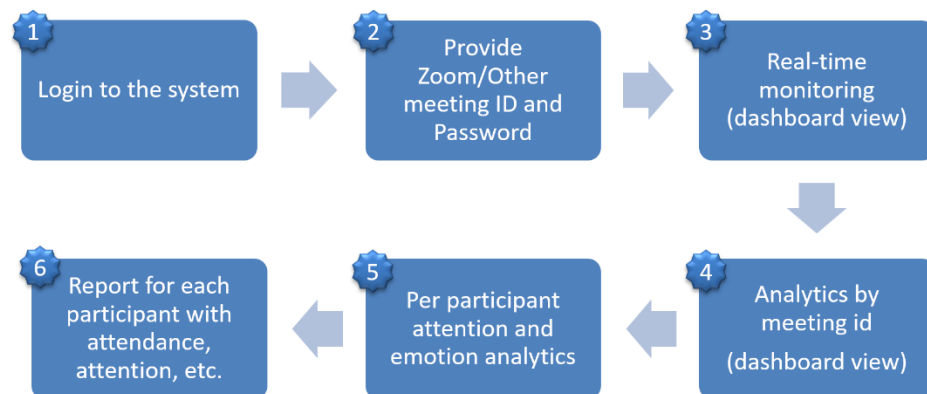 1
Login to the system
2
Provide
Zoom/Other
meeting ID and
Password
3
Real-time
monitoring
(dashboard view)
4
Analytics by
meeting id
(dashboard view)
5
Per participant
attention and
emotion analytics
6
Report for each
participant with
attendance,
attention, etc.